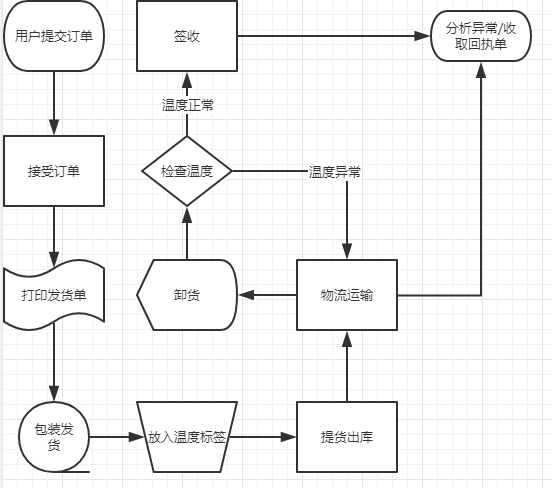 用户提交订单
签收
分析异常/收
取回执单
温度正常
接受订单
检查温度
温度异常
打印发货单
卸货
物流运输
包装发
货
放入温度标签
提货出库